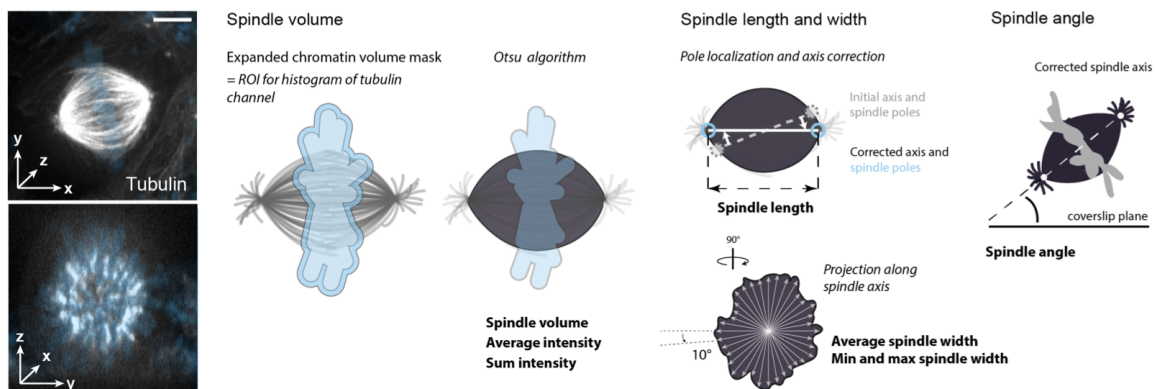 Spindle volume
Spindle length and width
Spindle angle
Expanded chromatin volume mask
= ROI for histogram of tubulin
channel
Otsu algorithm
Pole localization and axis correction
Corrected spindle axis
Initial axis and
spindle poles
Corrected axis and
spindle poles
y
z
x
Tubulin
Spindle length
coverslip plane
Spindle angle
90°
Projection along
spindle axis
z
x
y
Spindle volume
Average intensity
Sum intensity
10°
Average spindle width
Min and max spindle width